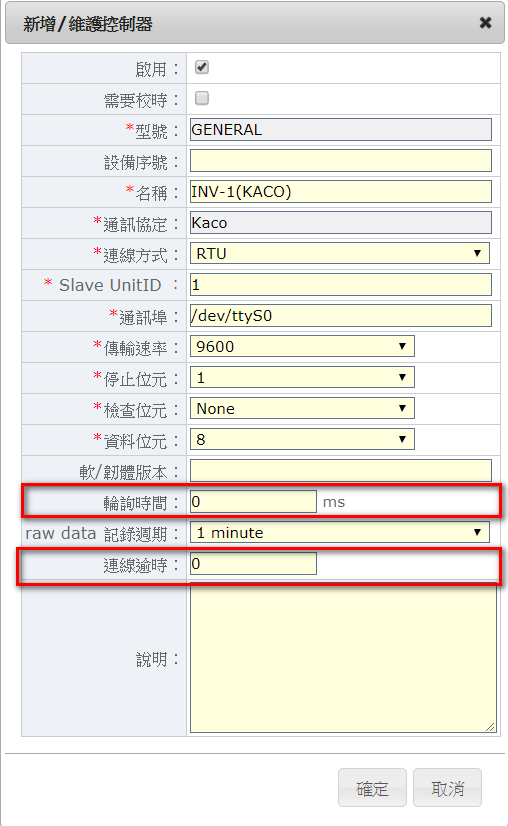 新增/維護控制器
啟用：
需要校時：
*型號： GENERAL
設備序號：
*名稱： INV-1(KACO)
*通訊協定： Kaco
*連線方式： RTU
* Slave UnitID ： 1
*通訊埠： /dev/ttyS0
*傳輸速率： 9600
*停止位元： 1
*檢查位元： None
*資料位元： 8
軟/韌體版本：
輪詢時間： 0 ms
raw data 記錄週期： 1 minute
連線逾時： 0
說明：
確定 取消